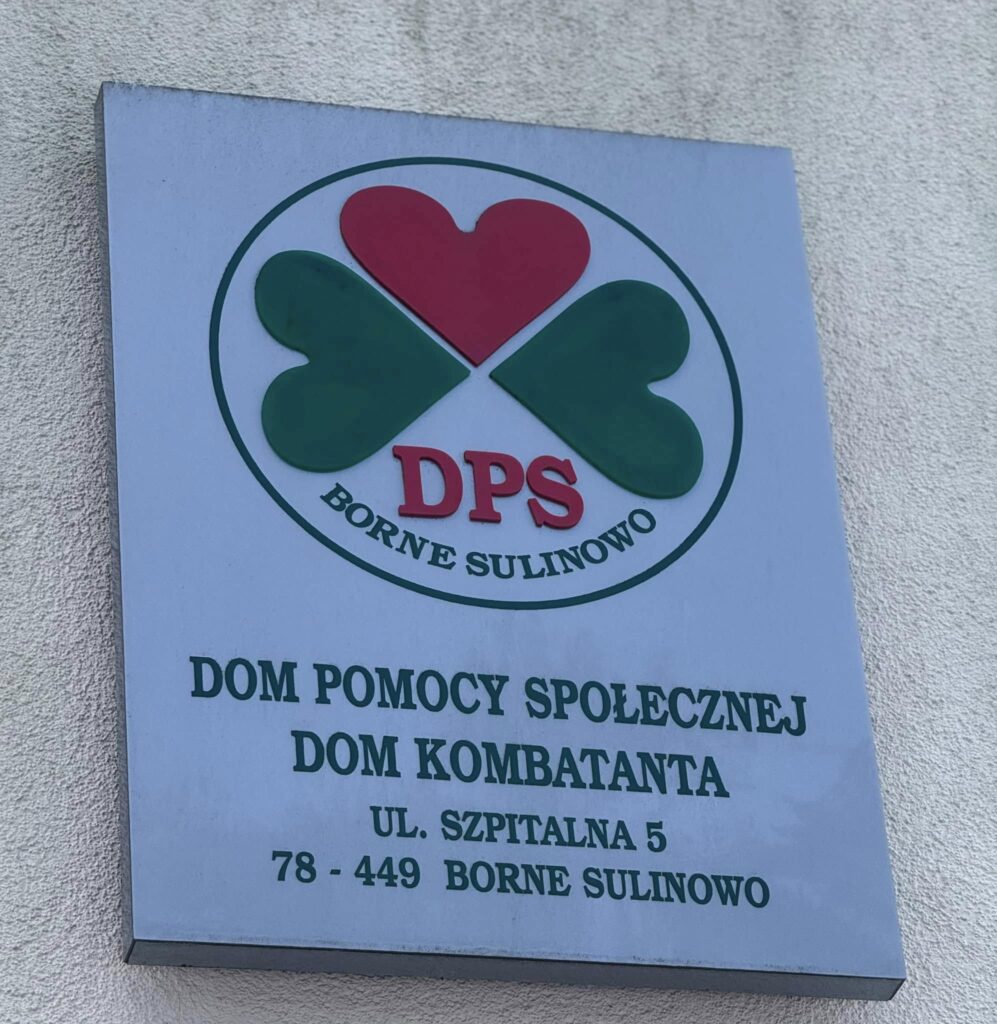 DPS
BORNE SULINOWO
DOM POMOCY SPOŁECZNEJ
DOM KOMBATANTA
UL. SZPITALNA 5
78 - 449 BORNE SULINOWO